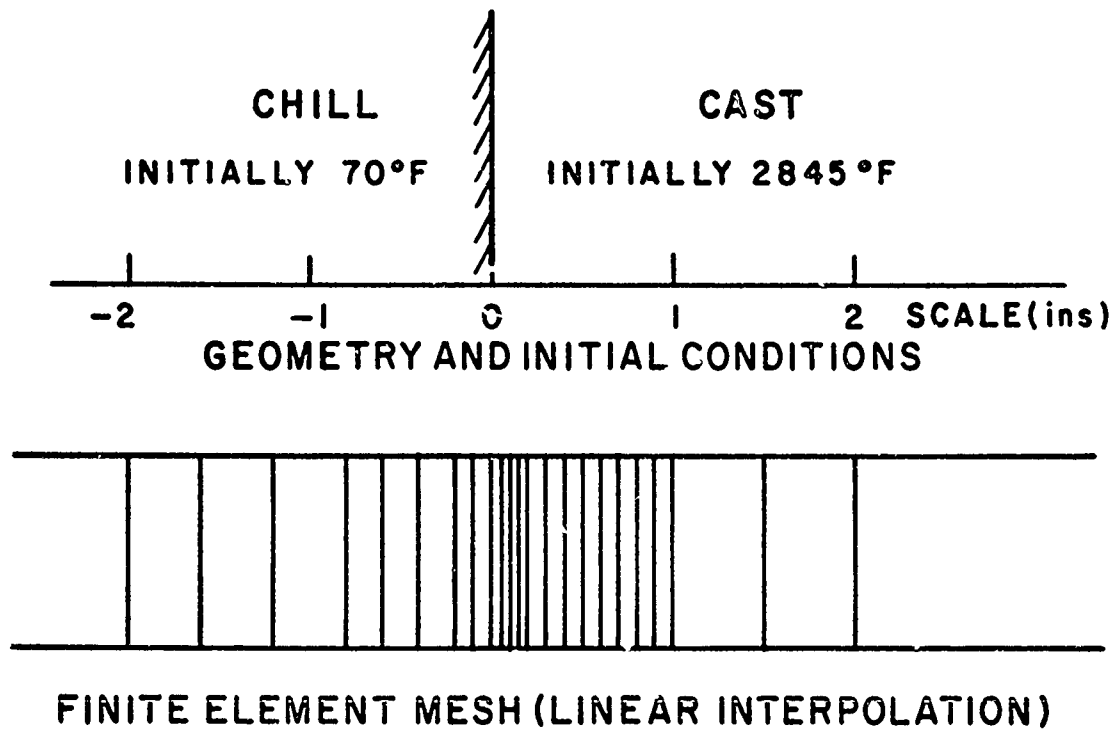 CHILL CAST
INITIALLY 70°F INITIALLY 2845°F
-2 -1 0 1 2 SCALE(ins)
GEOMETRY AND INITIAL CONDITIONS
FINITE ELEMENT MESH (LINEAR INTERPOLATION)